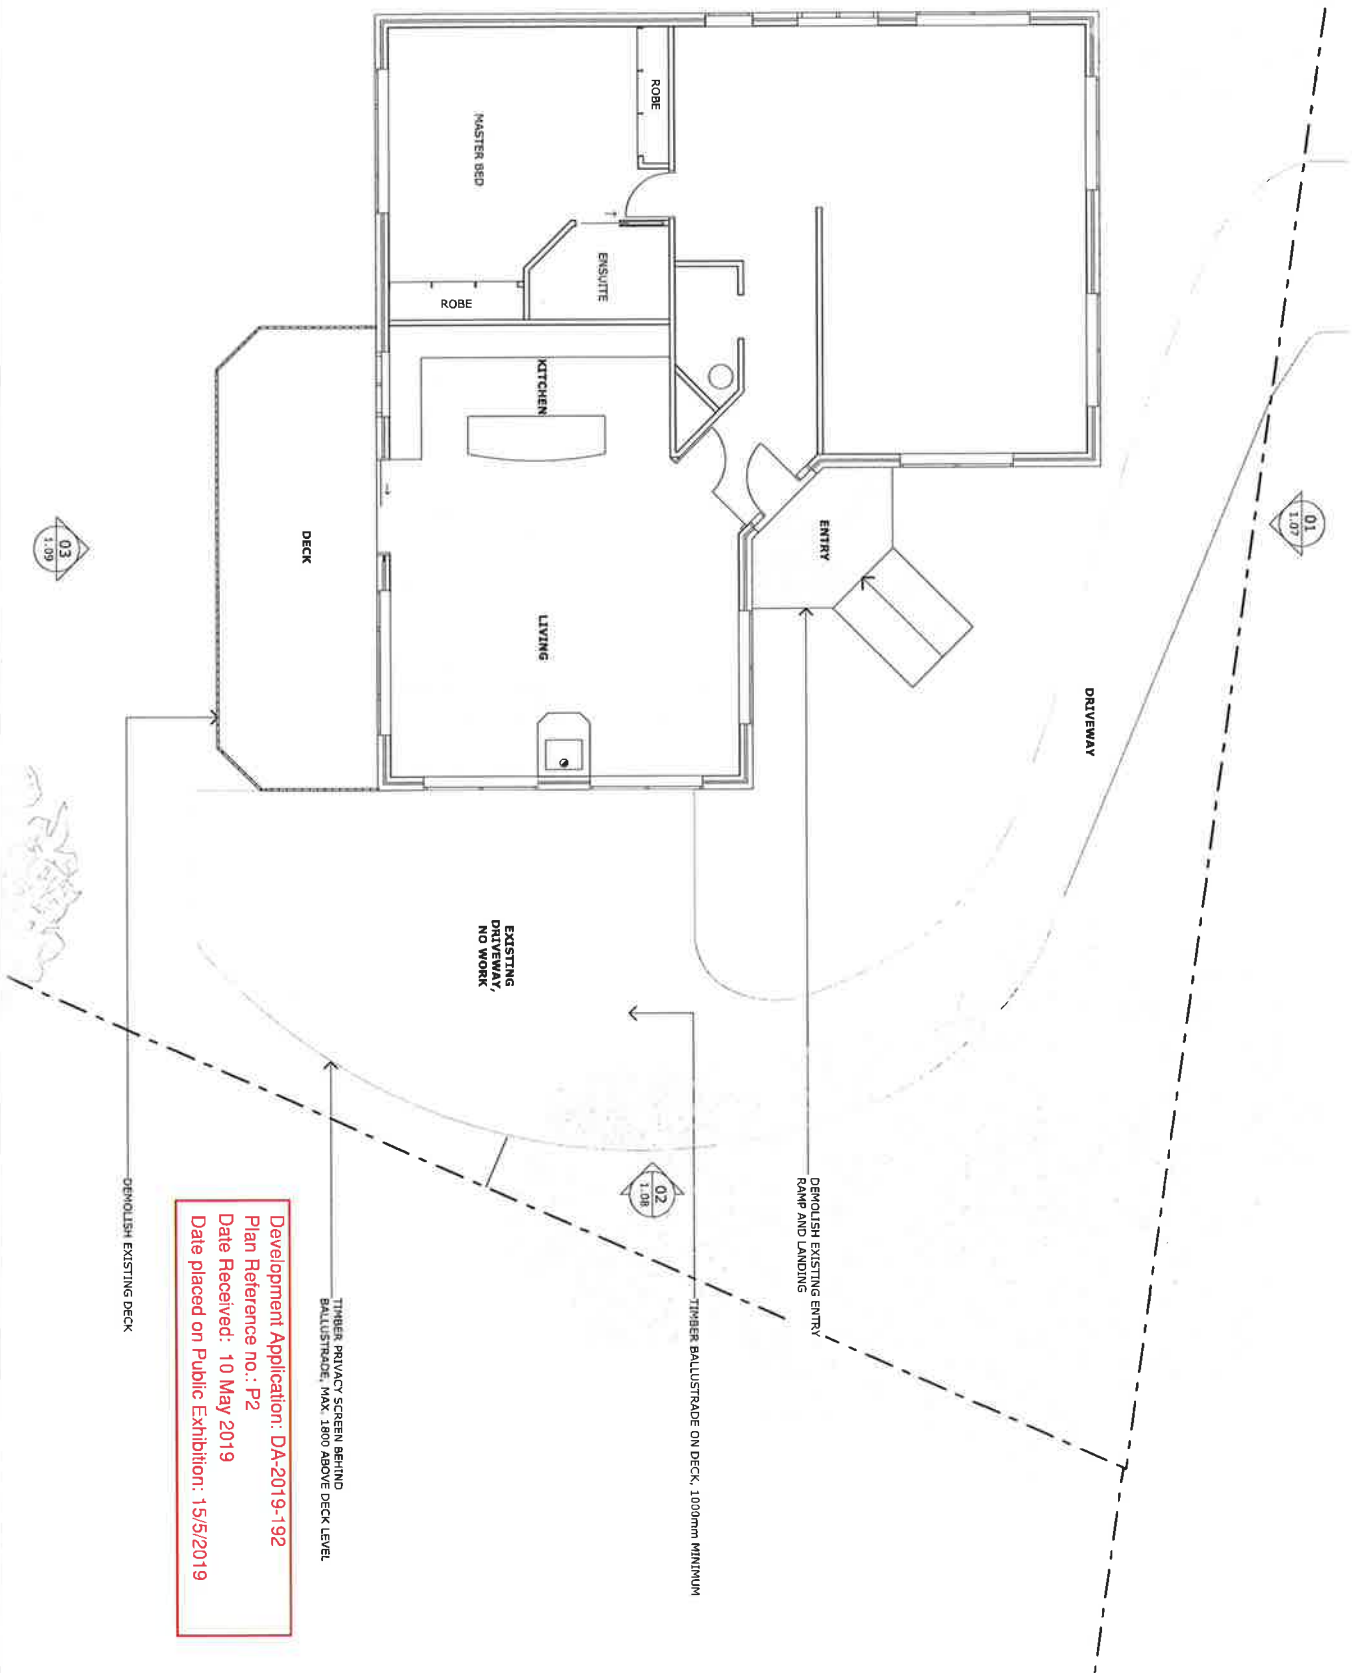 01
1.07
DRIVEWAY
ENTRY
ROBE
MASTER BED
ENSUITE
ROBE
KITCHEN
LIVING
DECK
03
1.09
EXISTING
DRIVEWAY,
NO WORK
02
1.08
DEMOLISH EXISTING ENTRY
RAMP AND LANDING
TIMBER BALLUSTRADE ON DECK, 1000mm MINIMUM
TIMBER PRIVACY SCREEN BEHIND
BALLUSTRADE, MAX. 1800 ABOVE DECK LEVEL
DEMOLISH EXISTING DECK
Development Application: DA-2019-192
Plan Reference no.: P2
Date Received: 10 May 2019
Date placed on Public Exhibition: 15/5/2019